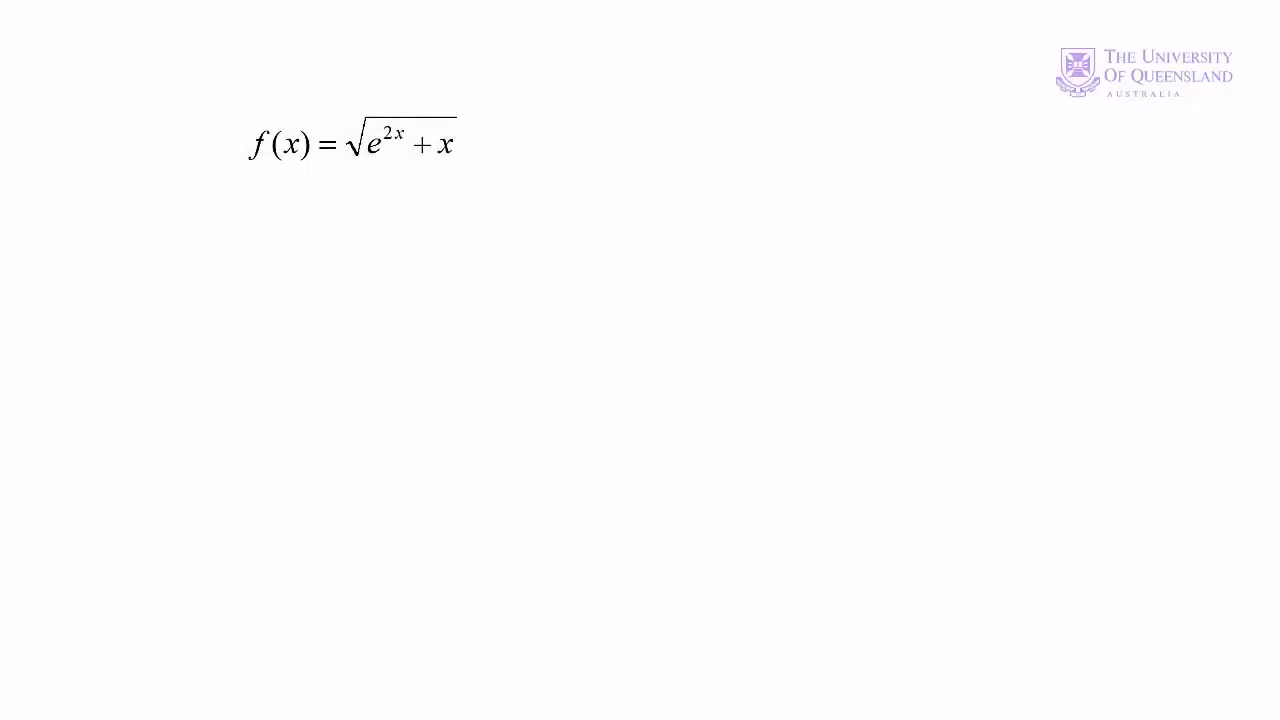 THE UNIVERSITY
OF QUEENSLAND
AUSTRALIA
f(x) = √(e^{2x} + x)